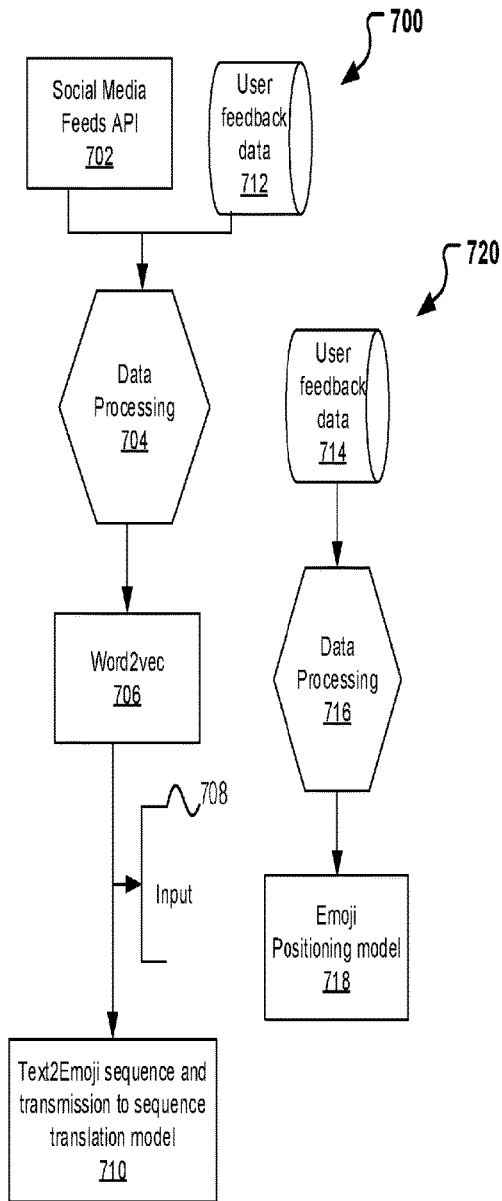 700
Social Media
Feeds API
702
User
feedback
data
712
Data
Processing
704
Word2vec
706
708
Input
Text2Emoji sequence and
transmission to sequence
translation model
710
720
User
feedback
data
714
Data
Processing
716
Emoji
Positioning model
718